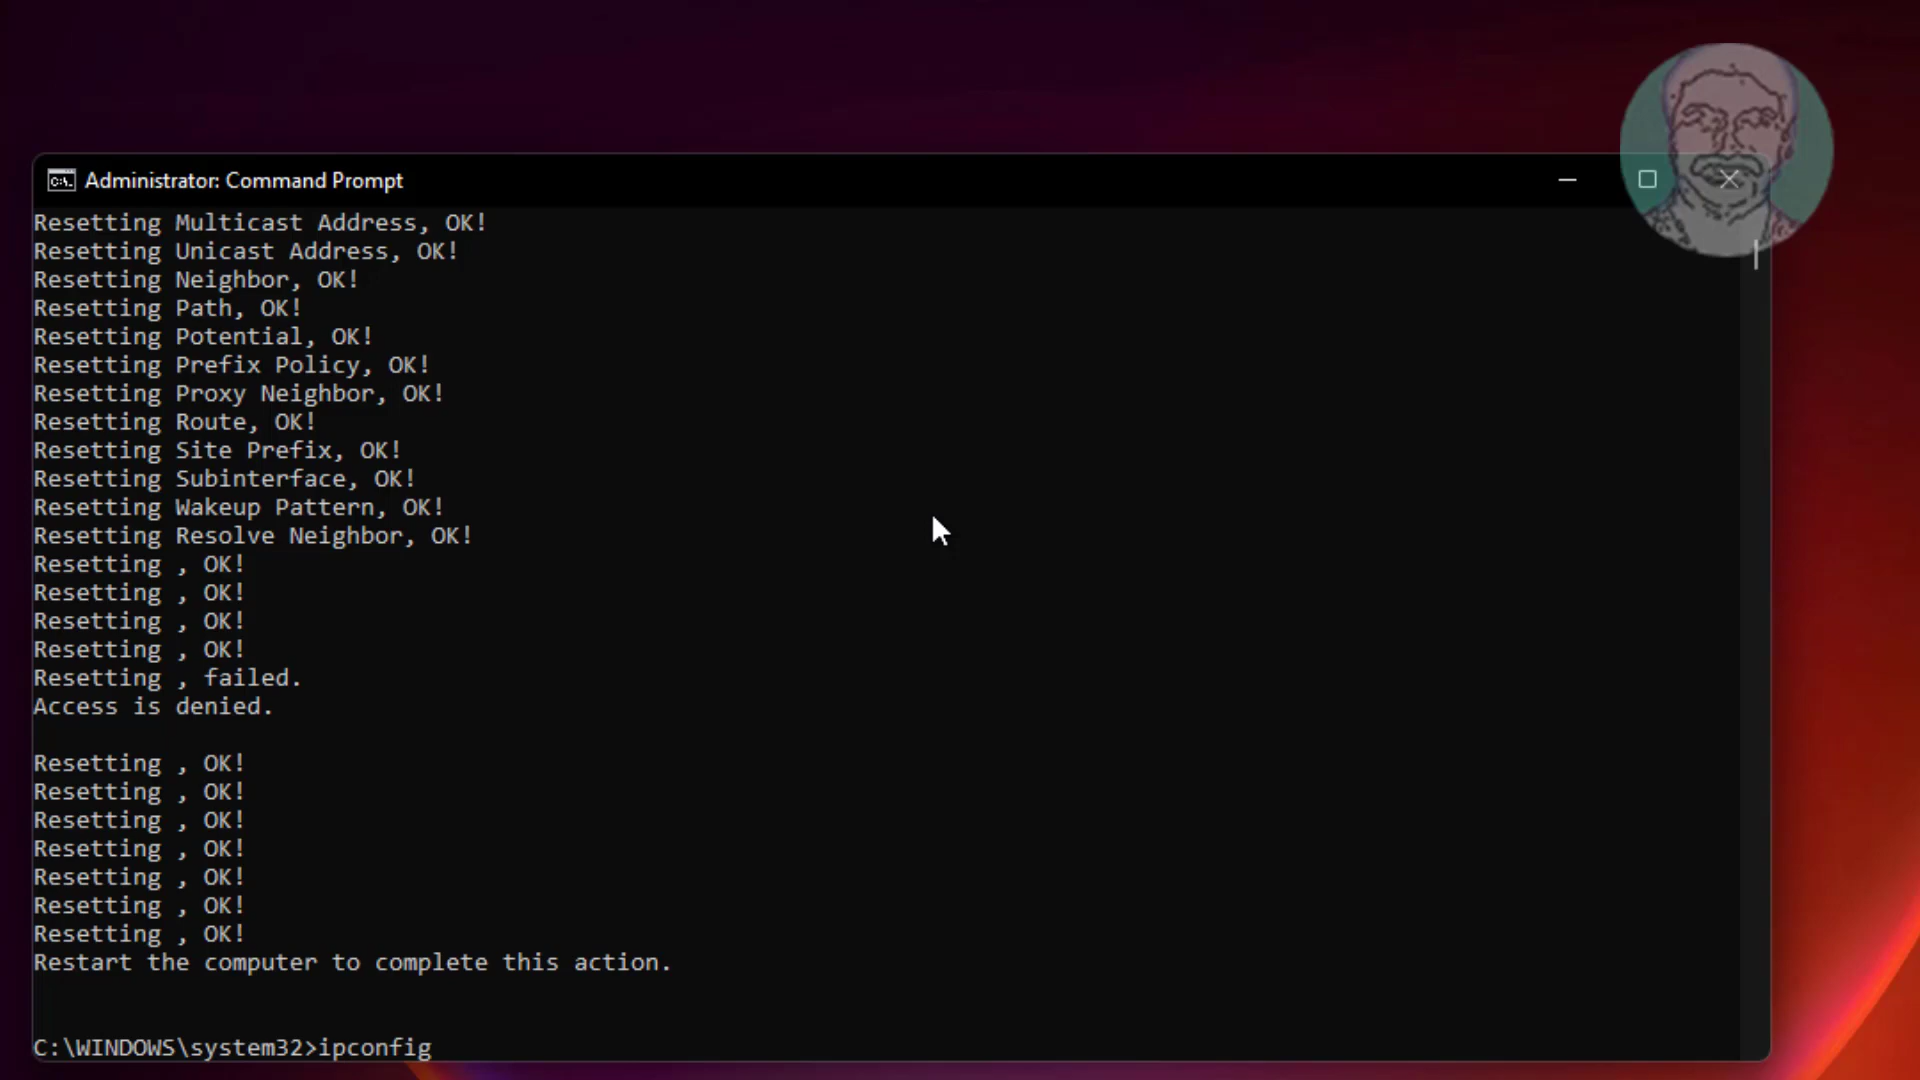 Administrator: Command Prompt
Resetting Multicast Address, OK!
Resetting Unicast Address, OK!
Resetting Neighbor, OK!
Resetting Path, OK!
Resetting Potential, OK!
Resetting Prefix Policy, OK!
Resetting Proxy Neighbor, OK!
Resetting Route, OK!
Resetting Site Prefix, OK!
Resetting Subinterface, OK!
Resetting Wakeup Pattern, OK!
Resetting Resolve Neighbor, OK!
Resetting , OK!
Resetting , OK!
Resetting , OK!
Resetting , OK!
Resetting , failed.
Access is denied.
Resetting , OK!
Resetting , OK!
Resetting , OK!
Resetting , OK!
Resetting , OK!
Resetting , OK!
Resetting , OK!
Restart the computer to complete this action.
C:\WINDOWS\system32>ipconfig